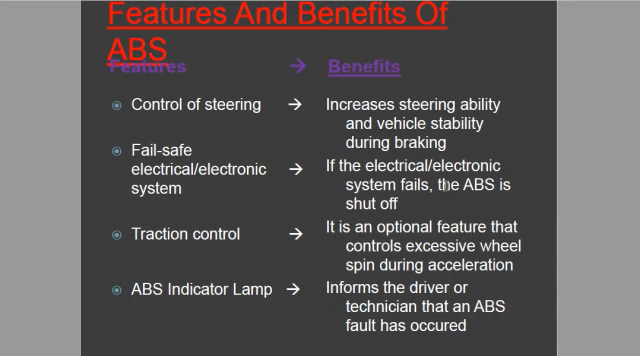 Features And Benefits Of
ABS
Features → Benefits
Control of steering → Increases steering ability
and vehicle stability
during braking
Fail-safe
electrical/electronic
system → If the electrical/electronic
system fails, the ABS is
shut off
Traction control → It is an optional feature that
controls excessive wheel
spin during acceleration
ABS Indicator Lamp → Informs the driver or
technician that an ABS
fault has occured